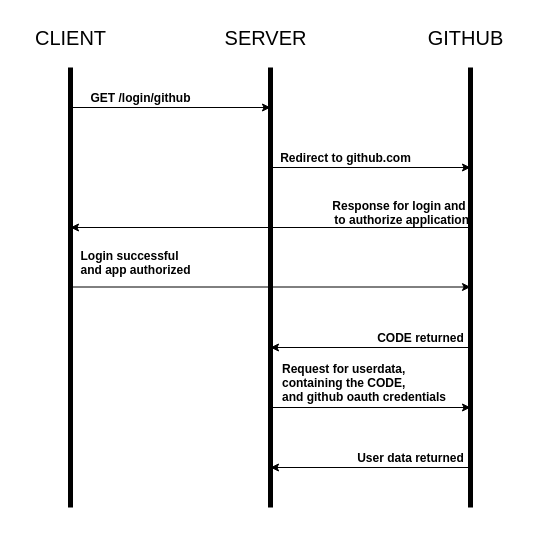 CLIENT
SERVER
GITHUB
GET /login/github
Redirect to github.com
Response for login and
to authorize application
Login successful
and app authorized
CODE returned
Request for userdata,
containing the CODE,
and github oauth credentials
User data returned